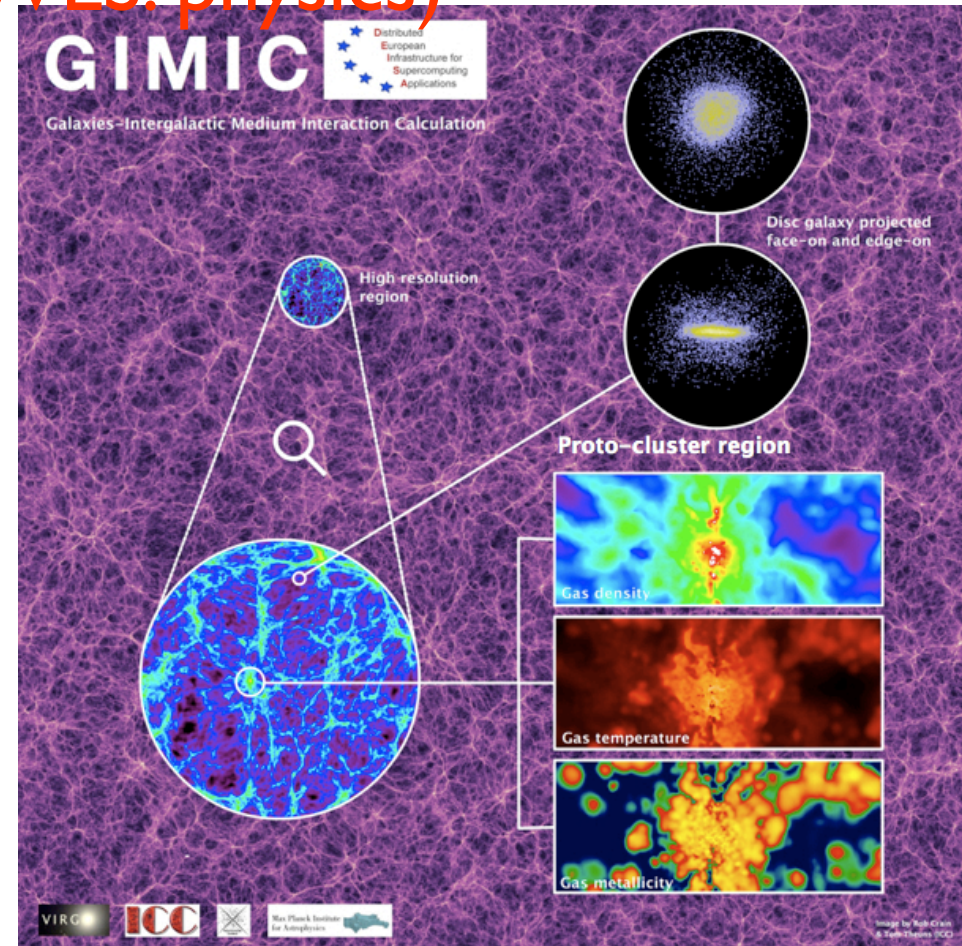 VES: physics)
GIMIC
Distributed
European
Infrastructure for
Supercomputing
Applications
Galaxies-Intergalactic Medium Interaction Calculation
Disc galaxy projected
face-on and edge-on
High resolution
region
Proto-cluster region
Gas density
Gas temperature
Gas metallicity
VIRGO
ICC
Max Planck Institute
for Astrophysics
Image by Rob Crain
& Tom Theuns (ICC)